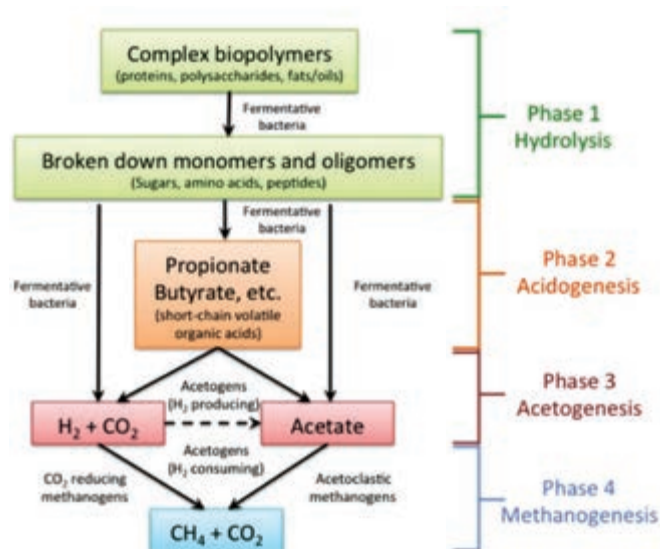 Complex biopolymers
(proteins, polysaccharides, fats/oils)
Fermentative
bacteria
Phase 1
Hydrolysis
Broken down monomers and oligomers
(Sugars, amino acids, peptides)
Fermentative
bacteria
Propionate
Butyrate, etc.
(short-chain volatile
organic acids)
Fermentative
bacteria
Fermentative
bacteria
Phase 2
Acidogenesis
Acetogens
(H₂ producing)
H₂ + CO₂
Acetate
Acetogens
(H₂ consuming)
Phase 3
Acetogenesis
CO₂ reducing
methanogens
Acetoclastic
methanogens
CH₄ + CO₂
Phase 4
Methanogenesis